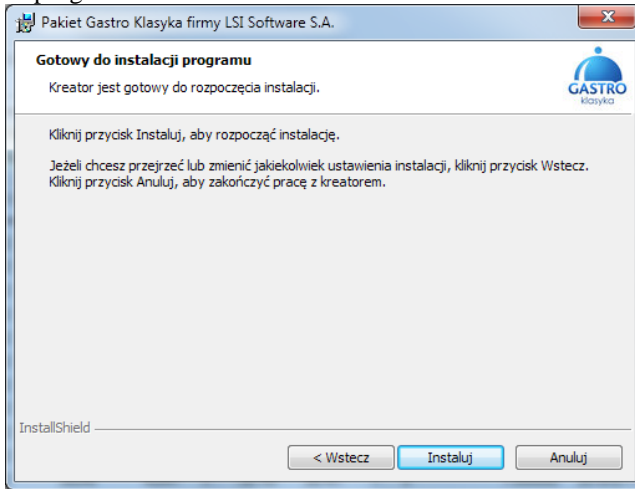 Pakiet Gastro Klasyka firmy LSI Software S.A.
Gotowy do instalacji programu
Kreator jest gotowy do rozpoczęcia instalacji.
GASTRO
klasyka
Kliknij przycisk Instaluj, aby rozpocząć instalację.
Jeżeli chcesz przejrzeć lub zmienić jakiekolwiek ustawienia instalacji, kliknij przycisk Wstecz.
Kliknij przycisk Anuluj, aby zakończyć pracę z kreatorem.
InstallShield
< Wstecz Instaluj Anuluj